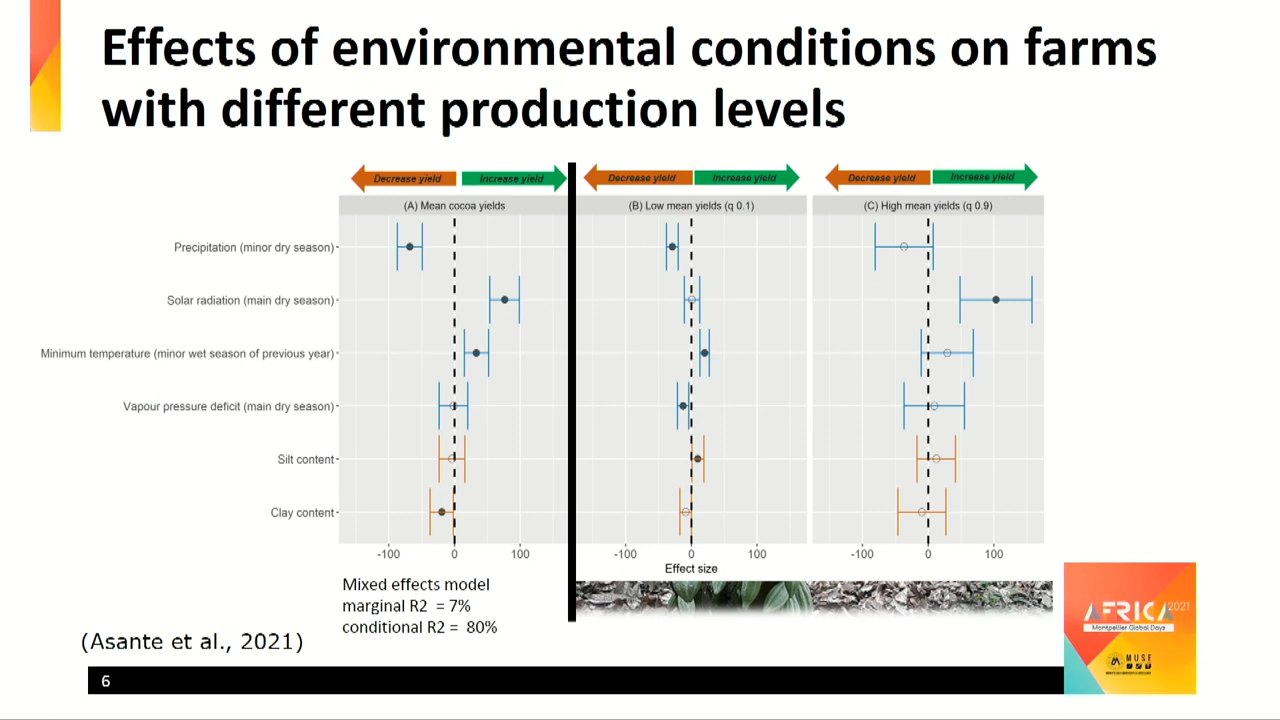 Effects of environmental conditions on farms
with different production levels
Decrease yield Increase yield Decrease yield Increase yield Decrease yield Increase yield
(A) Mean cocoa yields (B) Low mean yields (q 0.1) (C) High mean yields (q 0.9)
Precipitation (minor dry season)
Solar radiation (main dry season)
Minimum temperature (minor wet season of previous year)
Vapour pressure deficit (main dry season)
Silt content
Clay content
-100 0 100 -100 0 100 -100 0 100
Effect size
Mixed effects model
marginal R2 = 7%
conditional R2 = 80%
(Asante et al., 2021)
6
AFRICA 2021
Montpellier Global Days
MUSE